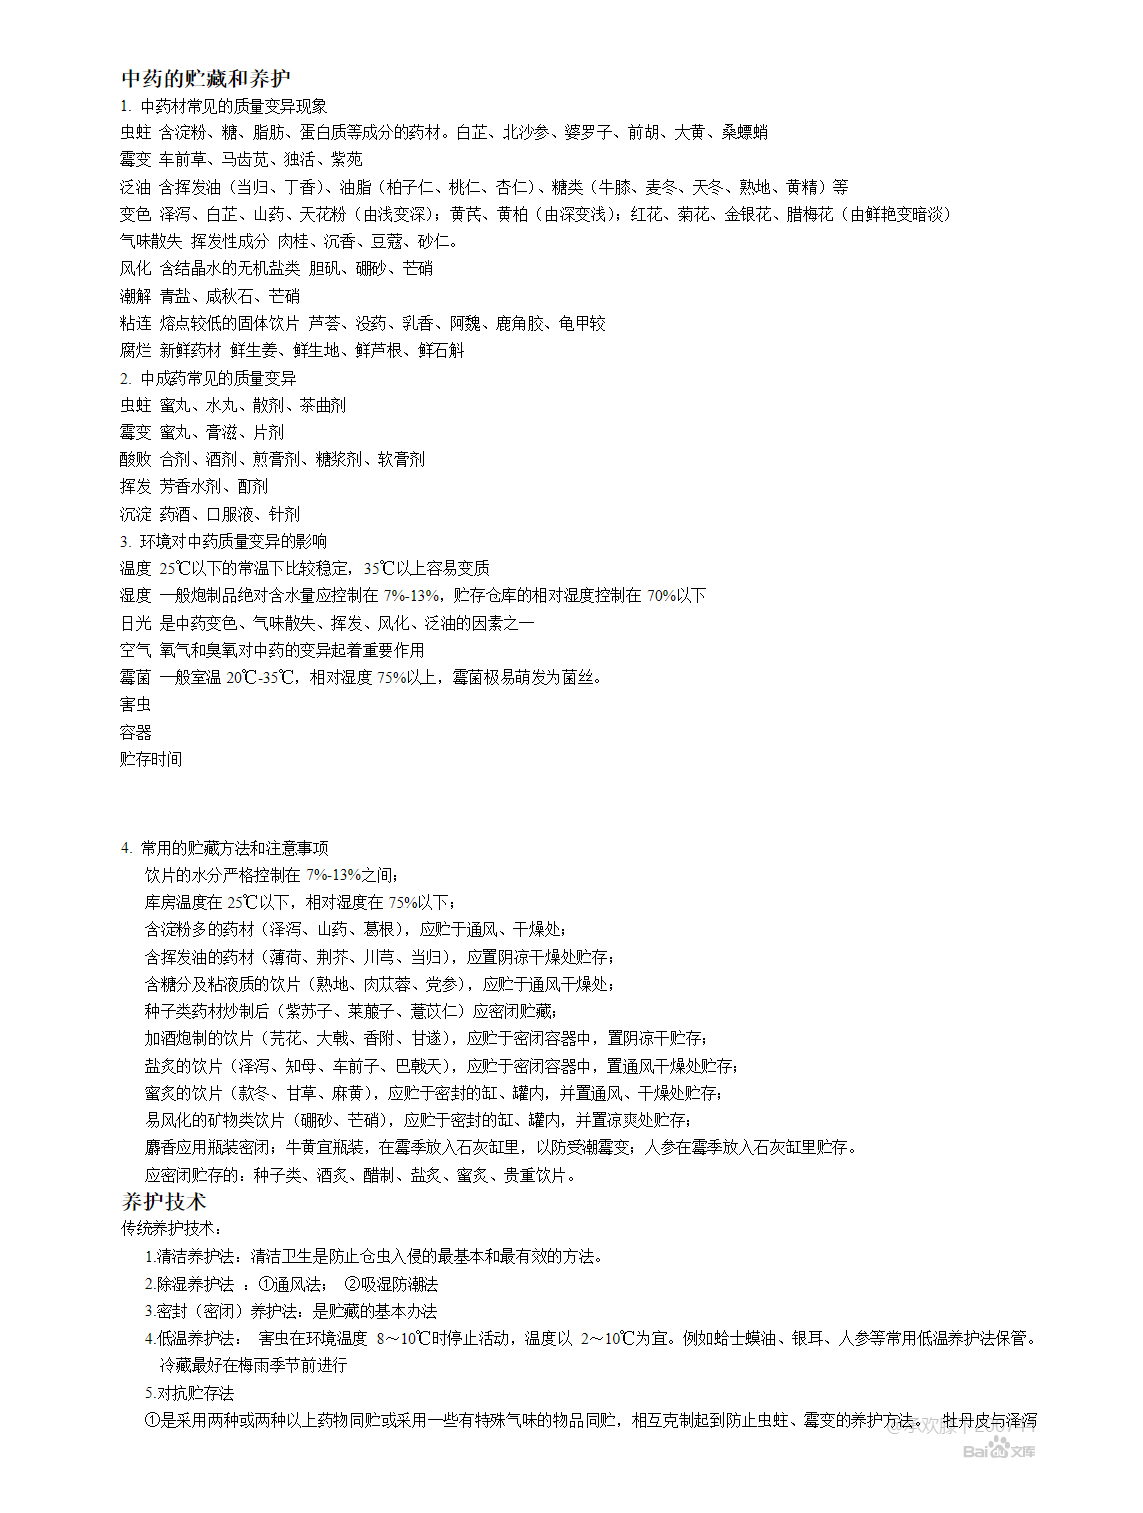 中药的贮藏和养护
1. 中药材常见的质量变异现象
虫蛀 含淀粉、糖、脂肪、蛋白质等成分的药材。白芷、北沙参、婆罗子、前胡、大黄、桑螵蛸
霉变 车前草、马齿苋、独活、紫苑
泛油 含挥发油（当归、丁香）、油脂（柏子仁、桃仁、杏仁）、糖类（牛膝、麦冬、天冬、熟地、黄精）等
变色 泽泻、白芷、山药、天花粉（由浅变深）；黄芪、黄柏（由深变浅）；红花、菊花、金银花、腊梅花（由鲜艳变暗淡）
气味散失 挥发性成分 肉桂、沉香、豆蔻、砂仁。
风化 含结晶水的无机盐类 胆矾、硼砂、芒硝
潮解 青盐、咸秋石、芒硝
粘连 熔点较低的固体饮片 芦荟、没药、乳香、阿魏、鹿角胶、龟甲较
腐烂 新鲜药材 鲜生姜、鲜生地、鲜芦根、鲜石斛
2. 中成药常见的质量变异
虫蛀 蜜丸、水丸、散剂、茶曲剂
霉变 蜜丸、膏滋、片剂
酸败 合剂、酒剂、煎膏剂、糖浆剂、软膏剂
挥发 芳香水剂、酊剂
沉淀 药酒、口服液、针剂
3. 环境对中药质量变异的影响
温度 25℃以下的常温下比较稳定，35℃以上容易变质
湿度 一般炮制品绝对含水量应控制在 7%-13%，贮存仓库的相对湿度控制在 70%以下
日光 是中药变色、气味散失、挥发、风化、泛油的因素之一
空气 氧气和臭氧对中药的变异起着重要作用
霉菌 一般室温 20℃-35℃，相对湿度 75%以上，霉菌极易萌发为菌丝。
害虫
容器
贮存时间
4. 常用的贮藏方法和注意事项
饮片的水分严格控制在 7%-13%之间；
库房温度在 25℃以下，相对湿度在 75%以下；
含淀粉多的药材（泽泻、山药、葛根），应贮于通风、干燥处；
含挥发油的药材（薄荷、荆芥、川芎、当归），应置阴凉干燥处贮存；
含糖分及粘液质的饮片（熟地、肉苁蓉、党参），应贮于通风干燥处；
种子类药材炒制后（紫苏子、莱菔子、薏苡仁）应密闭贮藏；
加酒炮制的饮片（芫花、大戟、香附、甘遂），应贮于密闭容器中，置阴凉干贮存；
盐炙的饮片（泽泻、知母、车前子、巴戟天），应贮于密闭容器中，置通风干燥处贮存；
蜜炙的饮片（款冬、甘草、麻黄），应贮于密封的缸、罐内，并置通风、干燥处贮存；
易风化的矿物类饮片（硼砂、芒硝），应贮于密封的缸、罐内，并置凉爽处贮存；
麝香应用瓶装密闭；牛黄宜瓶装，在霉季放入石灰缸里，以防受潮霉变；人参在霉季放入石灰缸里贮存。
应密闭贮存的：种子类、酒炙、醋制、盐炙、蜜炙、贵重饮片。
养护技术
传统养护技术：
1.清洁养护法：清洁卫生是防止仓虫入侵的最基本和最有效的方法。
2.除湿养护法 ：①通风法； ②吸湿防潮法
3.密封（密闭）养护法：是贮藏的基本办法
4.低温养护法： 害虫在环境温度 8～10℃时停止活动，温度以 2～10℃为宜。例如蛤士蟆油、银耳、人参等常用低温养护法保管。
冷藏最好在梅雨季节前进行
5.对抗贮存法
①是采用两种或两种以上药物同贮或采用一些有特殊气味的物品同贮，相互克制起到防止虫蛀、霉变的养护方法。 牡丹皮与泽泻
Baidu文库